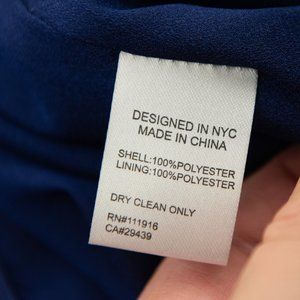 DESIGNED IN NYC
MADE IN CHINA
SHELL:100%POLYESTER
LINING:100%POLYESTER
DRY CLEAN ONLY
RN#111916
CA#29439